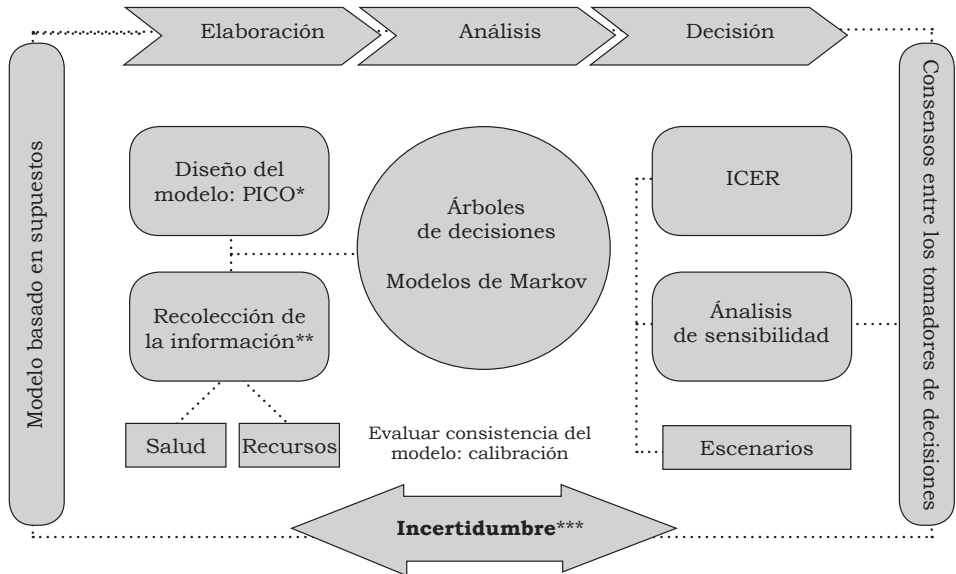 Elaboración
Análisis
Decisión
Modelo basado en supuestos
Diseño del
modelo: PICO*
Recolección de
la información**
Salud
Recursos
Árboles
de decisiones
Modelos de Markov
Evaluar consistencia del
modelo: calibración
ICER
Ánalisis
de sensibilidad
Escenarios
Consensos entre los tomadores de decisiones
Incertidumbre***